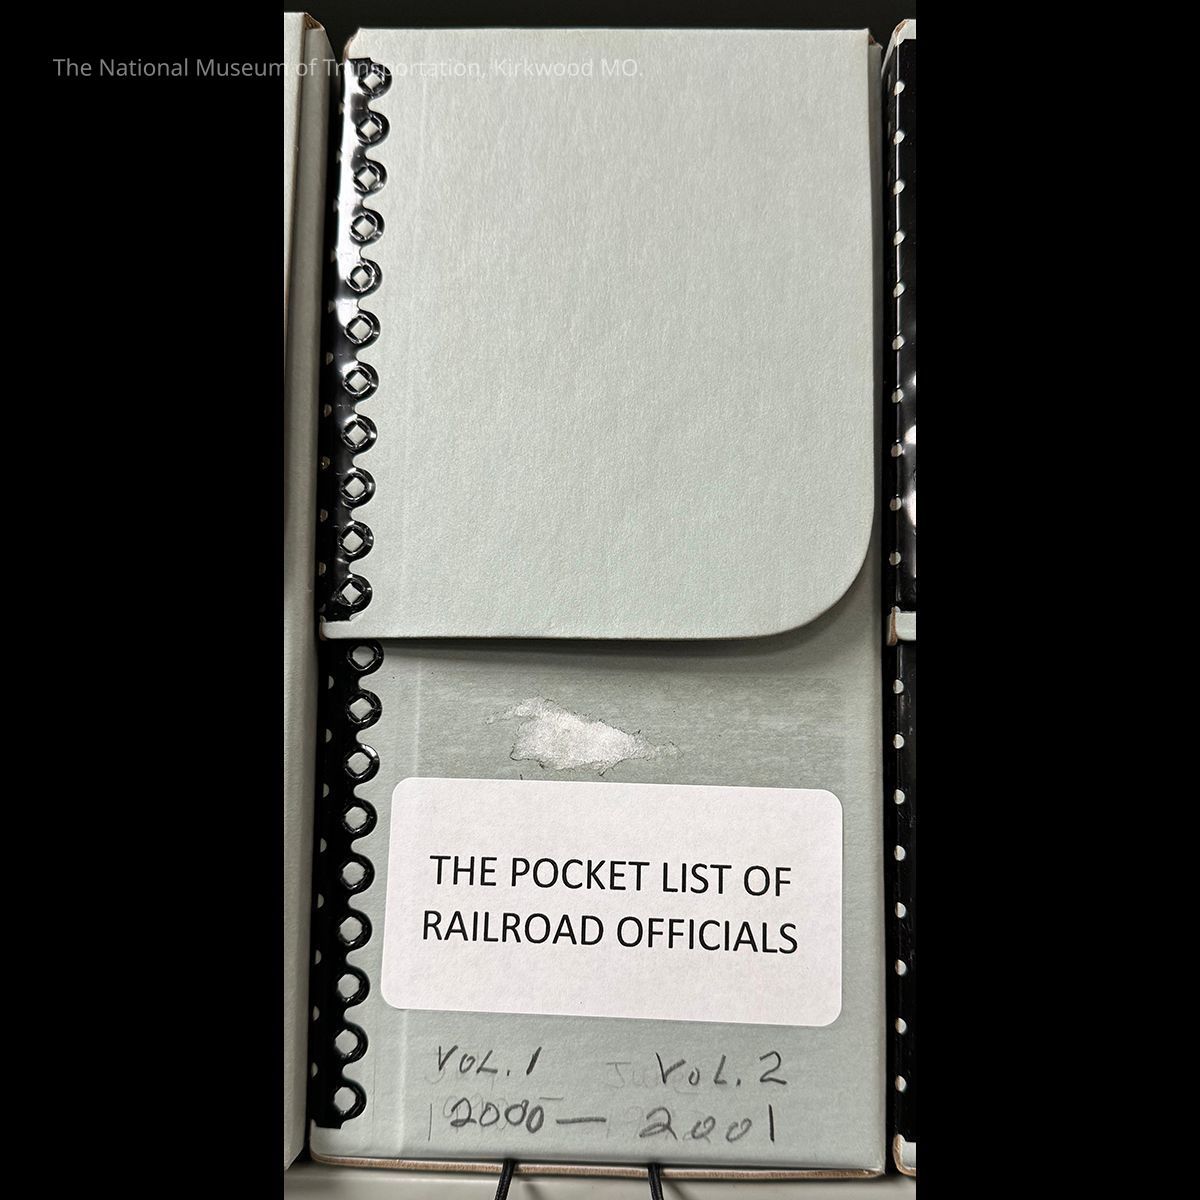 The National Museum of Transportation, Kirkwood MO.
THE POCKET LIST OF
RAILROAD OFFICIALS
VOL. 1 VOL. 2
2000 — 2001